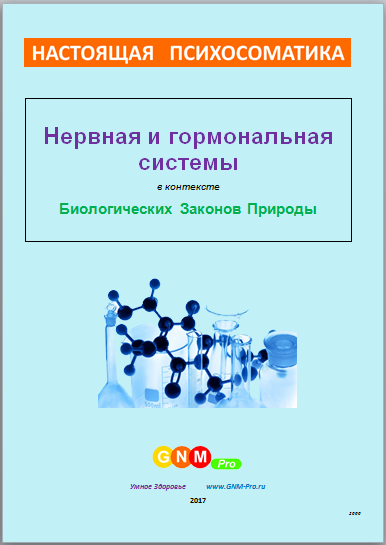 НАСТОЯЩАЯ ПСИХОСОМАТИКА
Нервная и гормональная
системы
в контексте
Биологических Законов Природы
GNM Pro
Умное Здоровье www.GNM-Pro.ru
2017